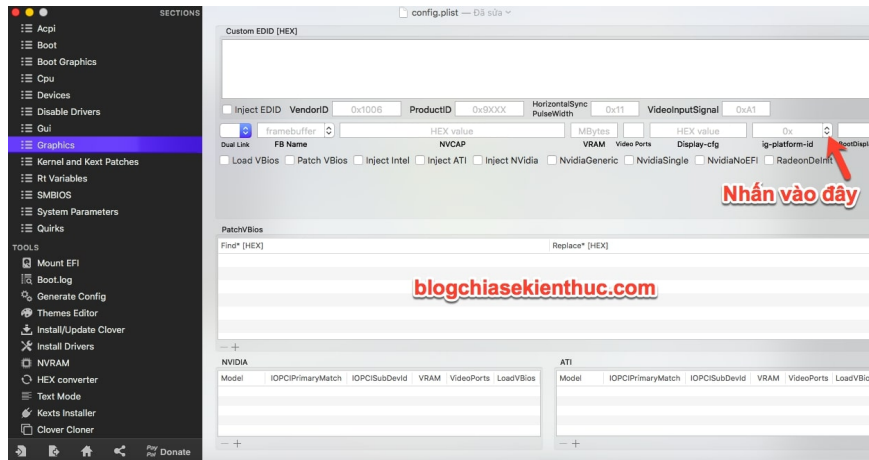 SECTIONS
config.plist — Đã sửa
Acpi
Boot
Boot Graphics
Cpu
Devices
Disable Drivers
Gui
Graphics
Kernel and Kext Patches
Rt Variables
SMBIOS
System Parameters
Quirks
TOOLS
Mount EFI
Boot.log
Generate Config
Themes Editor
Install/Update Clover
Install Drivers
NVRAM
HEX converter
Text Mode
Kexts Installer
Clover Cloner
Pay Pal Donate
Custom EDID [HEX]
Inject EDID VendorID 0x1006 ProductID 0x9XXX HorizontalSync PulseWidth 0x11 VideoInputSignal 0xA1
framebuffer HEX value MBytes HEX value 0x
Dual Link FB Name NVCAP VRAM Video Ports Display-cfg ig-platform-id BootDispl
Load VBios Patch VBios Inject Intel Inject ATI Inject NVidia NvidiaGeneric NvidiaSingle NvidiaNoEFI RadeonDeInit
Nhấn vào đây
PatchVBios
Find* [HEX] Replace* [HEX]
blogchiasekienthuc.com
NVIDIA ATI
Model IOPCIPrimaryMatch IOPCISubDevId VRAM VideoPorts LoadVBios
Model IOPCIPrimaryMatch IOPCISubDevId VRAM VideoPorts LoadVBio